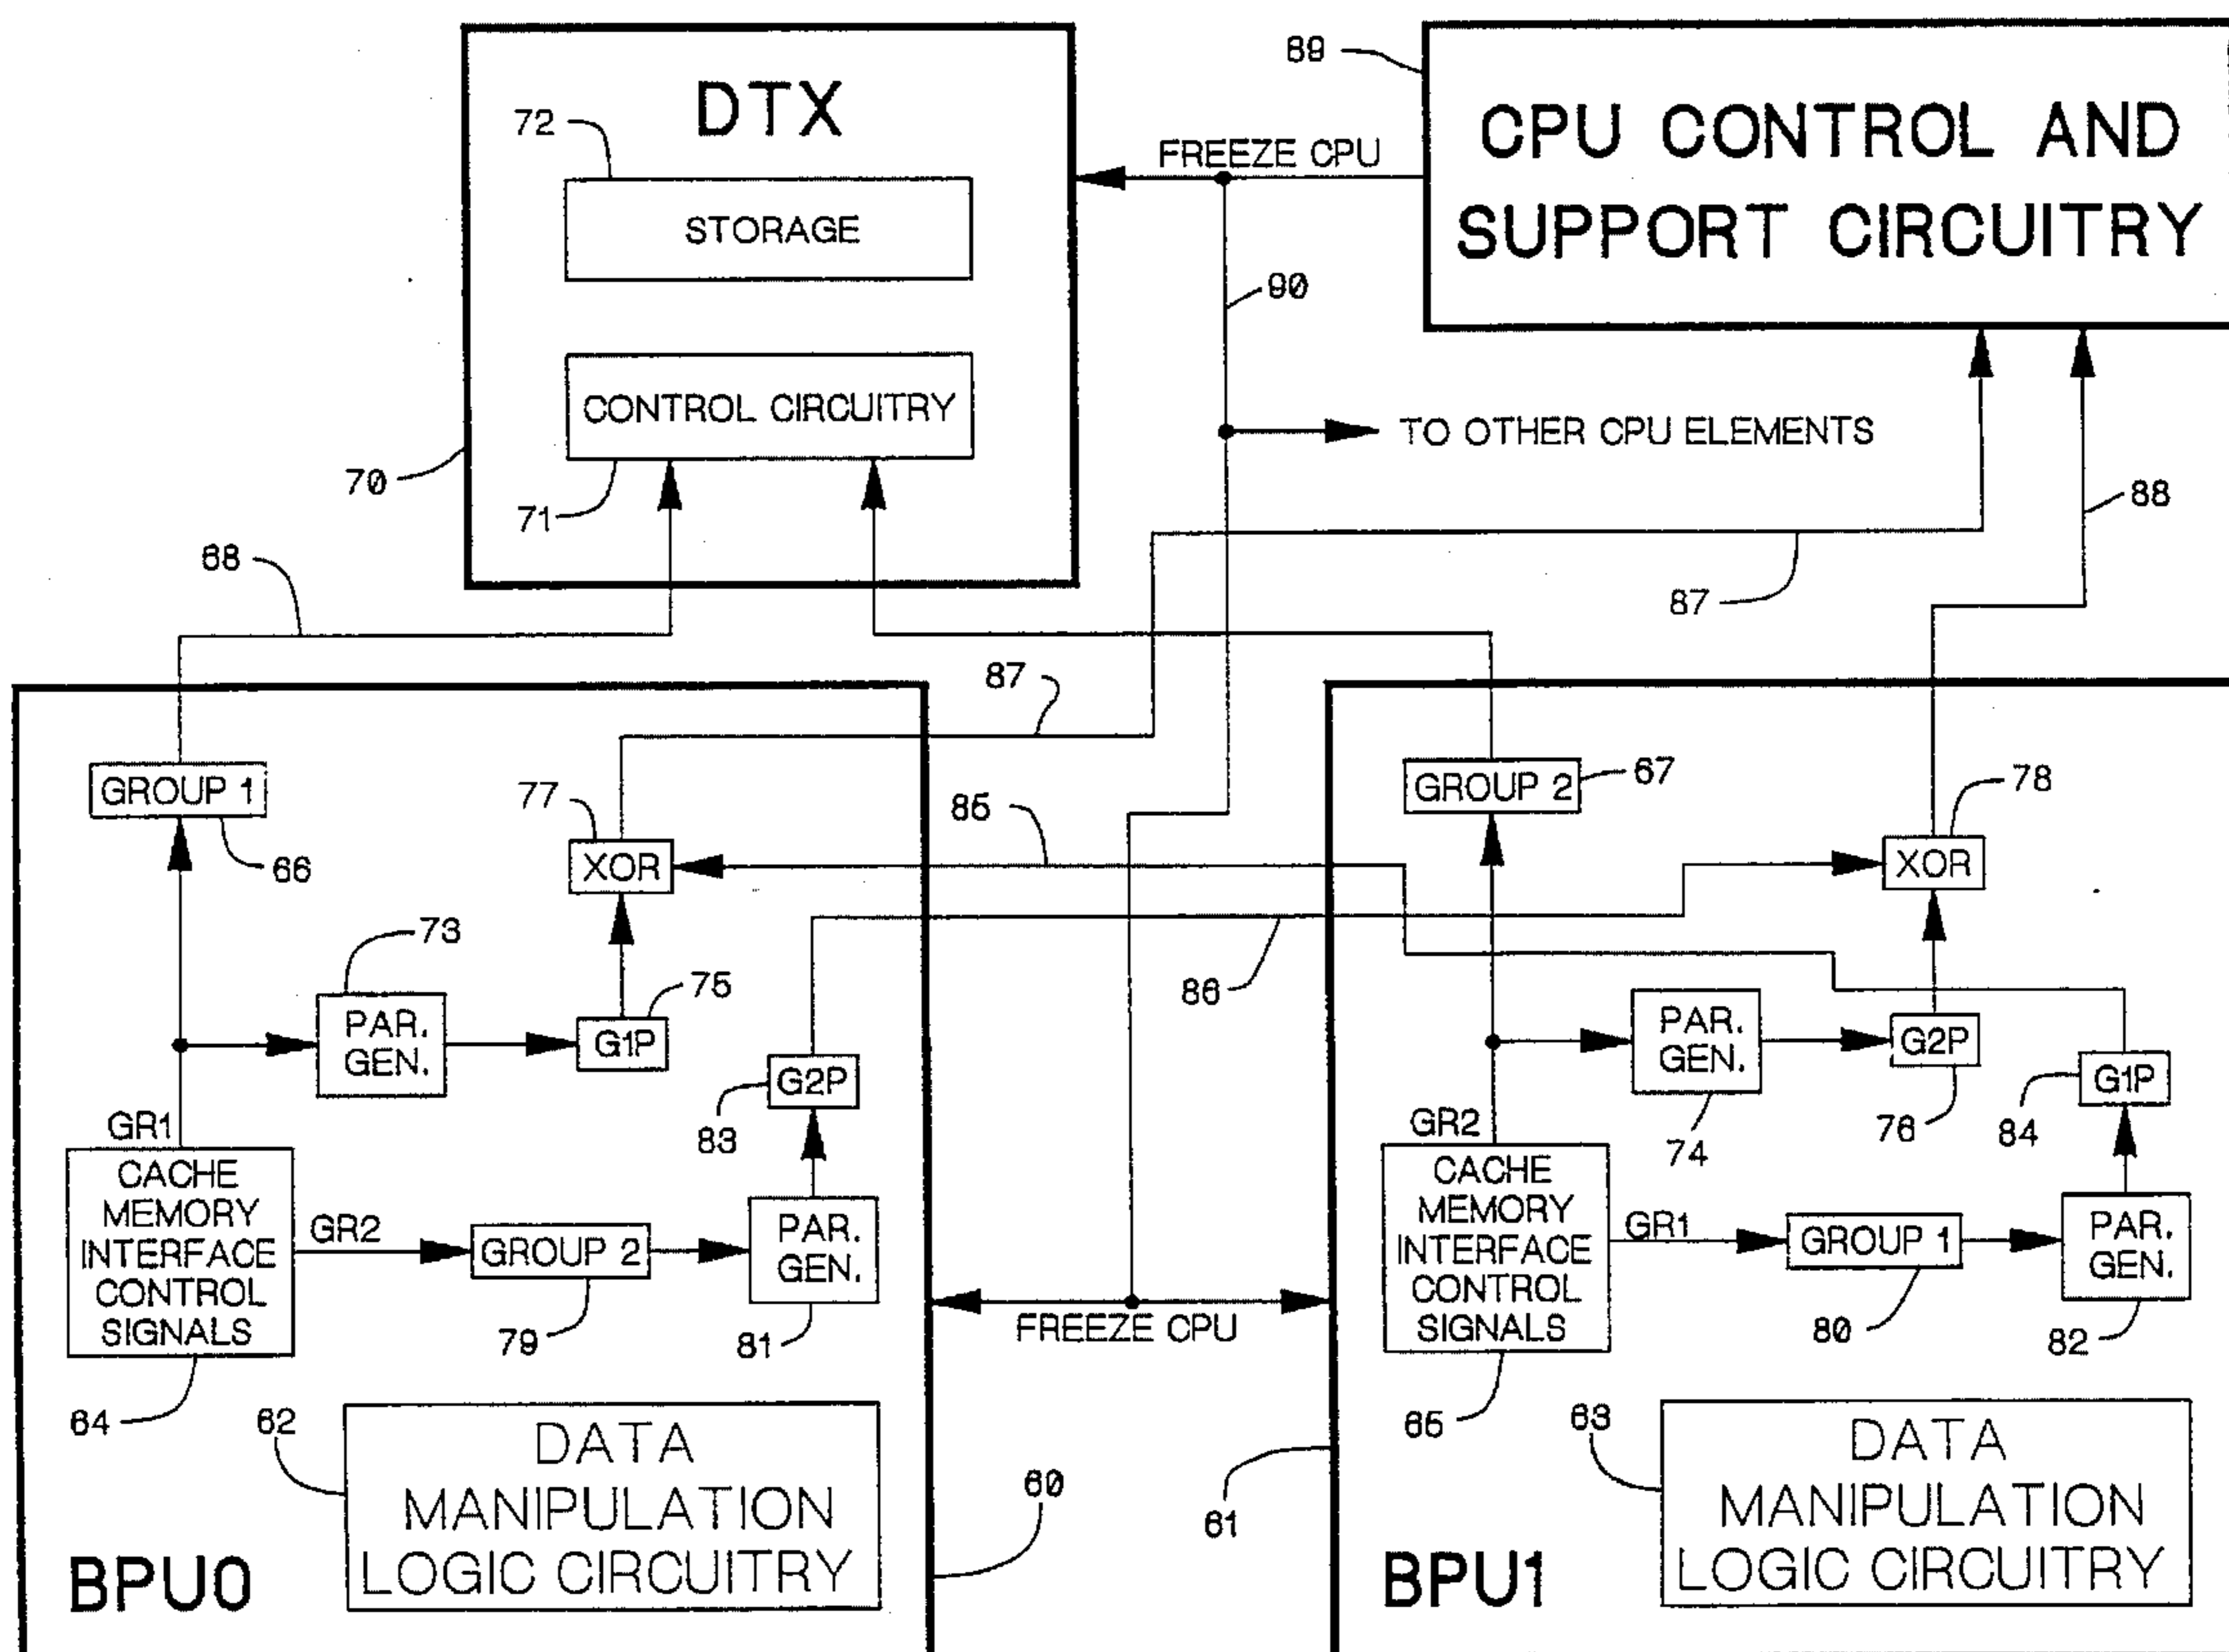 DTX
72
STORAGE
CONTROL CIRCUITRY
70
71
89
CPU CONTROL AND
SUPPORT CIRCUITRY
FREEZE CPU
90
TO OTHER CPU ELEMENTS
88
87
68
87
GROUP 1
66
77
XOR
73
PAR.
GEN.
75
G1P
G2P
83
GR1
CACHE
MEMORY
INTERFACE
CONTROL
SIGNALS
GR2
GROUP 2
79
PAR.
GEN.
81
64
62
DATA
MANIPULATION
LOGIC CIRCUITRY
BPU0
60
85
86
FREEZE CPU
61
GROUP 2
67
78
XOR
PAR.
GEN.
74
G2P
76
G1P
84
GR2
CACHE
MEMORY
INTERFACE
CONTROL
SIGNALS
GR1
GROUP 1
80
PAR.
GEN.
82
65
63
DATA
MANIPULATION
LOGIC CIRCUITRY
BPU1